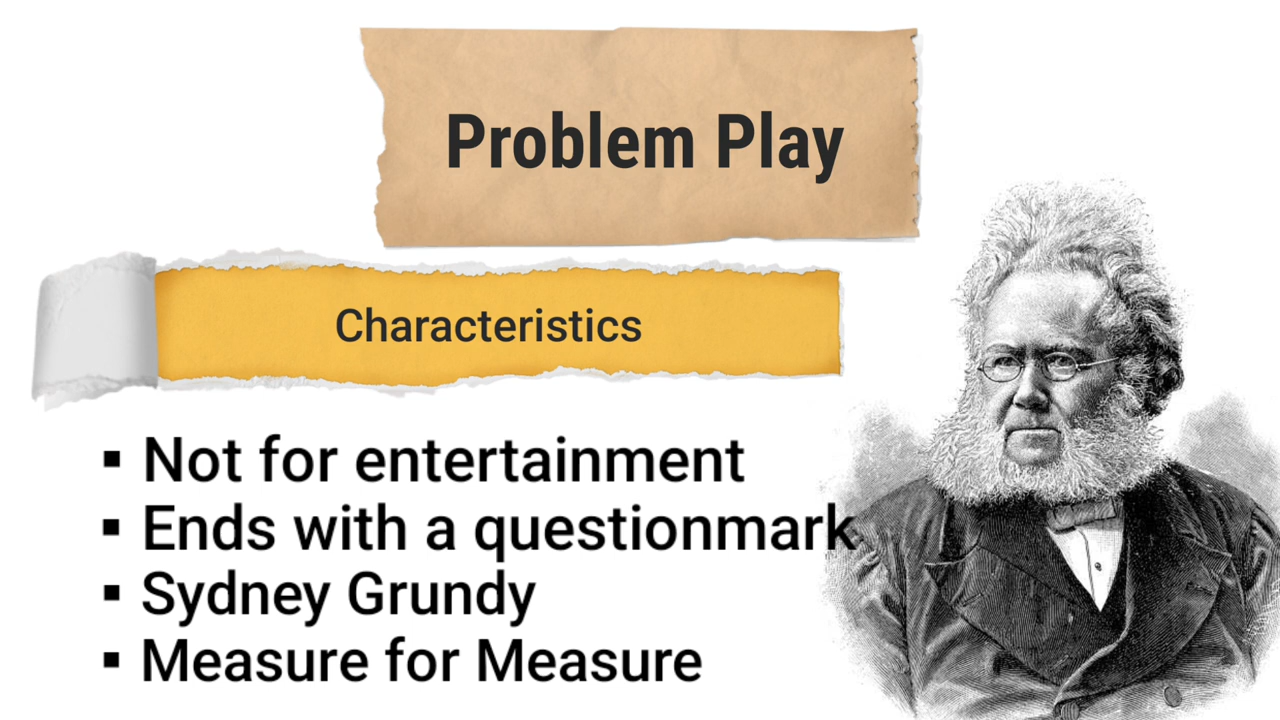 Problem Play
Characteristics
▪ Not for entertainment
▪ Ends with a questionmark
▪ Sydney Grundy
▪ Measure for Measure